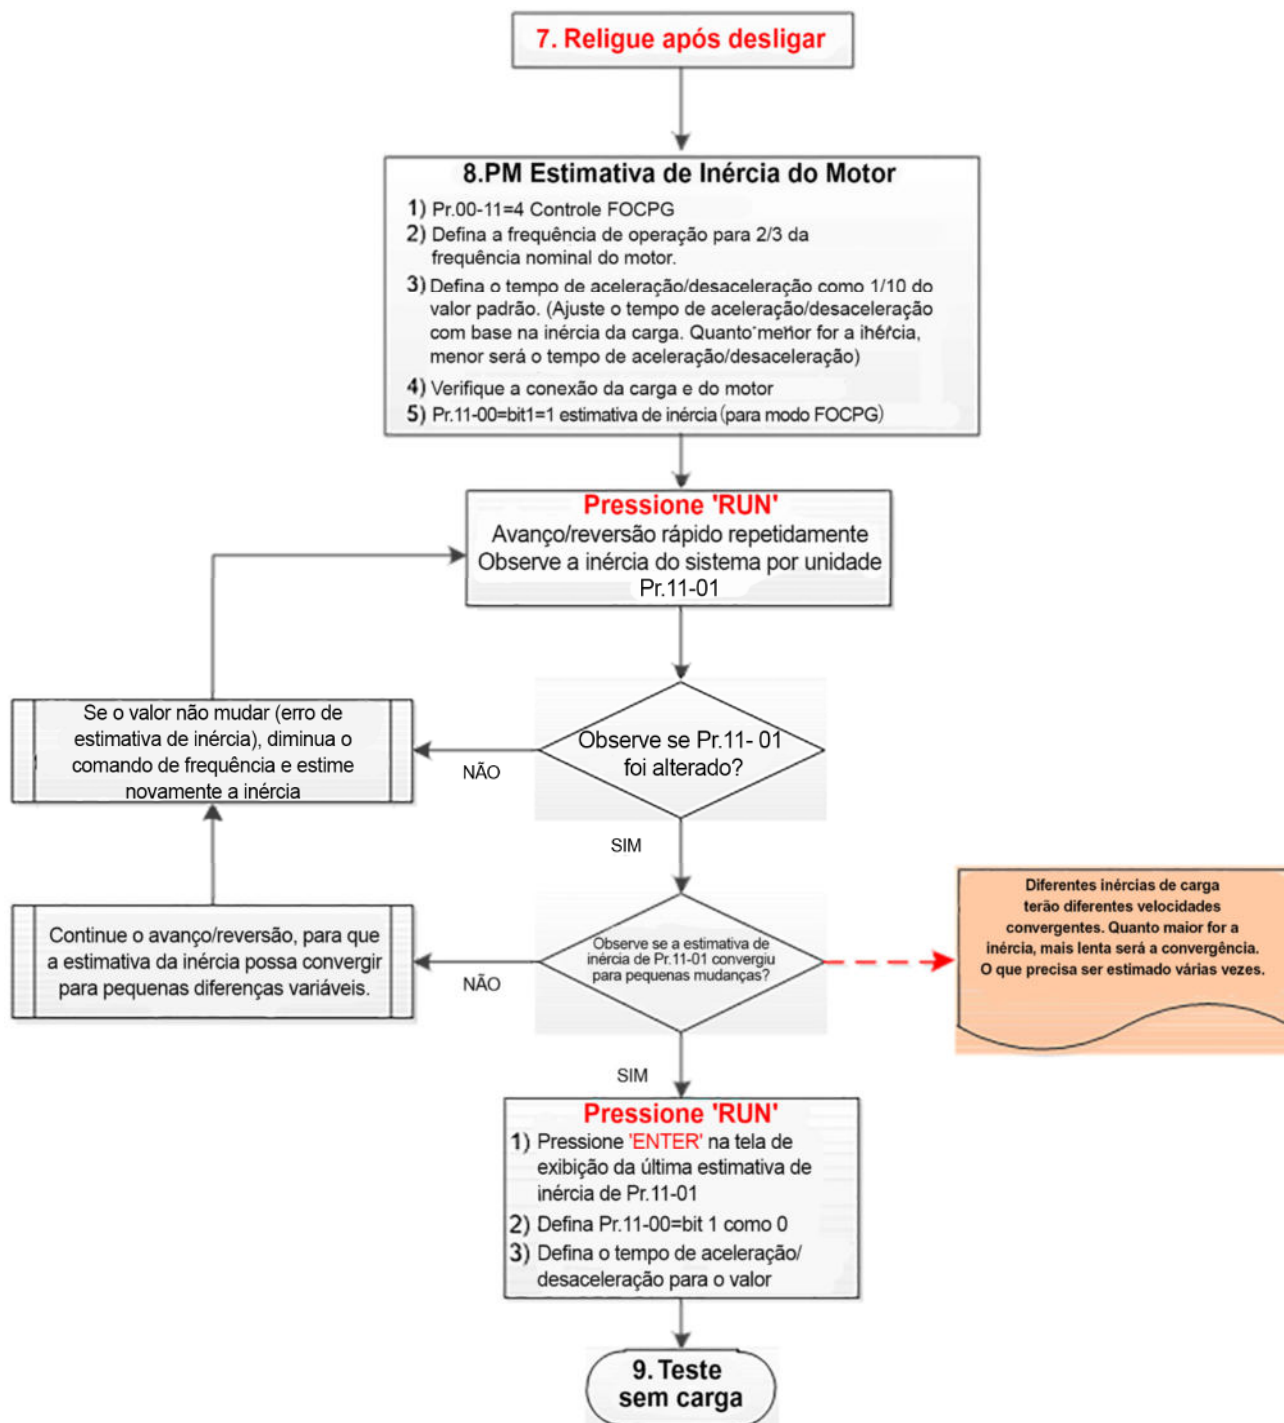 7. Religue após desligar
8.PM Estimativa de Inércia do Motor
1) Pr.00-11=4 Controle FOCPG
2) Defina a frequência de operação para 2/3 da
frequência nominal do motor.
3) Defina o tempo de aceleração/desaceleração como 1/10 do
valor padrão. (Ajuste o tempo de aceleração/desaceleração
com base na inércia da carga. Quanto menor for a inércia,
menor será o tempo de aceleração/desaceleração)
4) Verifique a conexão da carga e do motor
5) Pr.11-00=bit1=1 estimativa de inércia (para modo FOCPG)
Pressione 'RUN'
Avanço/reversão rápido repetidamente
Observe a inércia do sistema por unidade
Pr.11-01
Se o valor não mudar (erro de
estimativa de inércia), diminua o
comando de frequência e estime
novamente a inércia
NÃO
Observe se Pr.11- 01
foi alterado?
SIM
Continue o avanço/reversão, para que
a estimativa da inércia possa convergir
para pequenas diferenças variáveis.
NÃO
Observe se a estimativa de
inércia de Pr.11-01 convergiu
para pequenas mudanças?
Diferentes inércias de carga
terão diferentes velocidades
convergentes. Quanto maior for a
inércia, mais lenta será a convergência.
O que precisa ser estimado várias vezes.
SIM
Pressione 'RUN'
1) Pressione 'ENTER' na tela de
exibição da última estimativa de
inércia de Pr.11-01
2) Defina Pr.11-00=bit 1 como 0
3) Defina o tempo de aceleração/
desaceleração para o valor
9. Teste
sem carga